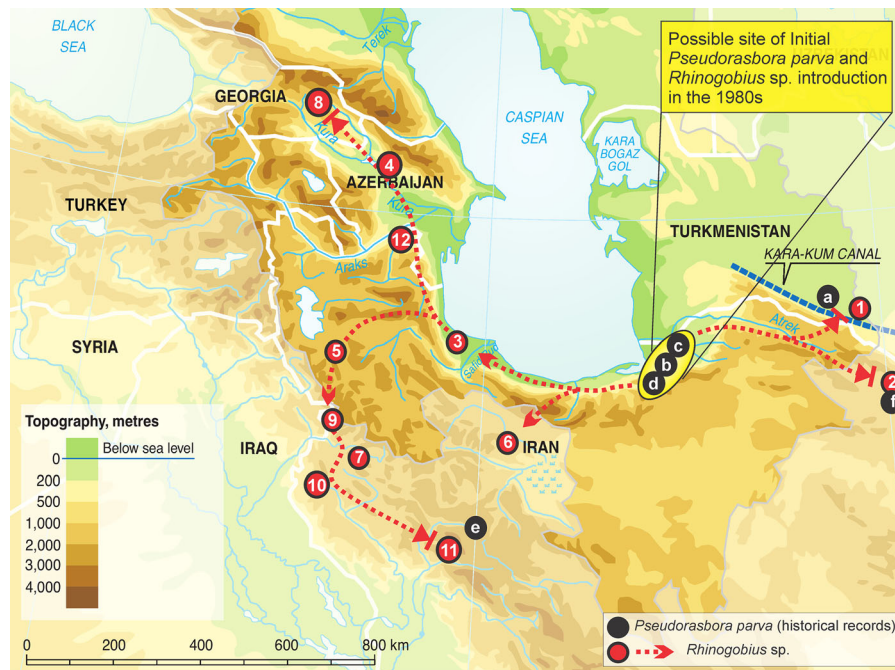 BLACK
SEA
Terek
GEORGIA
8
Kura
4
AZERBAIJAN
Kura
CASPIAN
SEA
KARA
BOGAZ
GOL
Possible site of Initial
Pseudorasbora parva and
Rhinogobius sp. introduction
in the 1980s
TURKEY
12
Araks
TURKMENISTAN
KARA-KUM CANAL
a
1
Atrek
SYRIA
5
3
c
b
d
2
f
9
6
IRAN
IRAQ
7
10
e
11
Topography, metres
Below sea level
0
200
500
1,000
2,000
3,000
4,000
0 200 400 600 800 km
Pseudorasbora parva (historical records)
Rhinogobius sp.